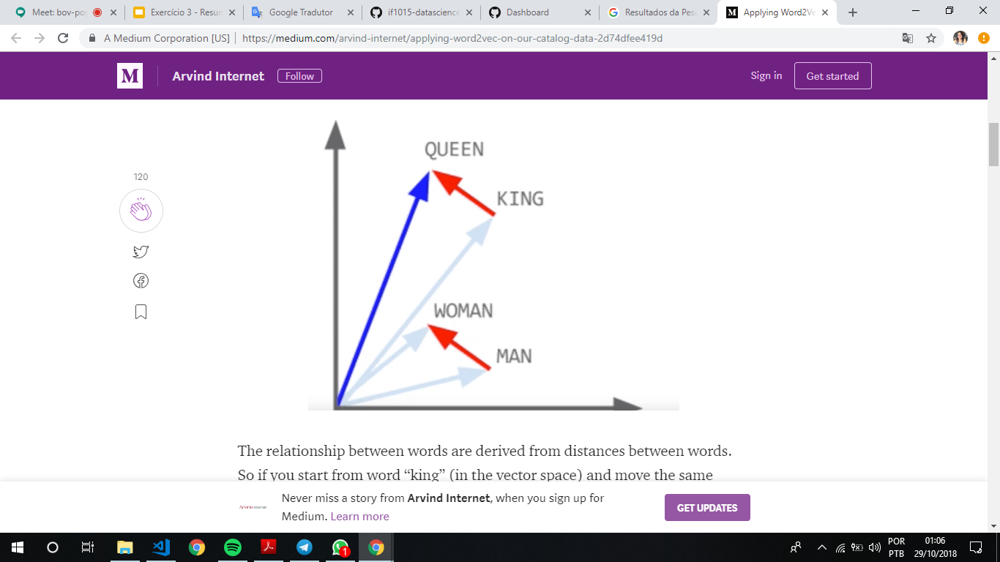 Meet: bov-poc
Exercício 3 - Resun
Google Tradutor
if1015-datascience
Dashboard
Resultados da Pes
Applying Word2Ve
A Medium Corporation [US]
https://medium.com/arvind-internet/applying-word2vec-on-our-catalog-data-2d74dfee419d
M
Arvind Internet
Follow
Sign in
Get started
QUEEN
120
KING
WOMAN
MAN
The relationship between words are derived from distances between words.
So if you start from word “king” (in the vector space) and move the same
Never miss a story from Arvind Internet, when you sign up for
Medium. Learn more
GET UPDATES
1
POR
PTB
01:06
29/10/2018